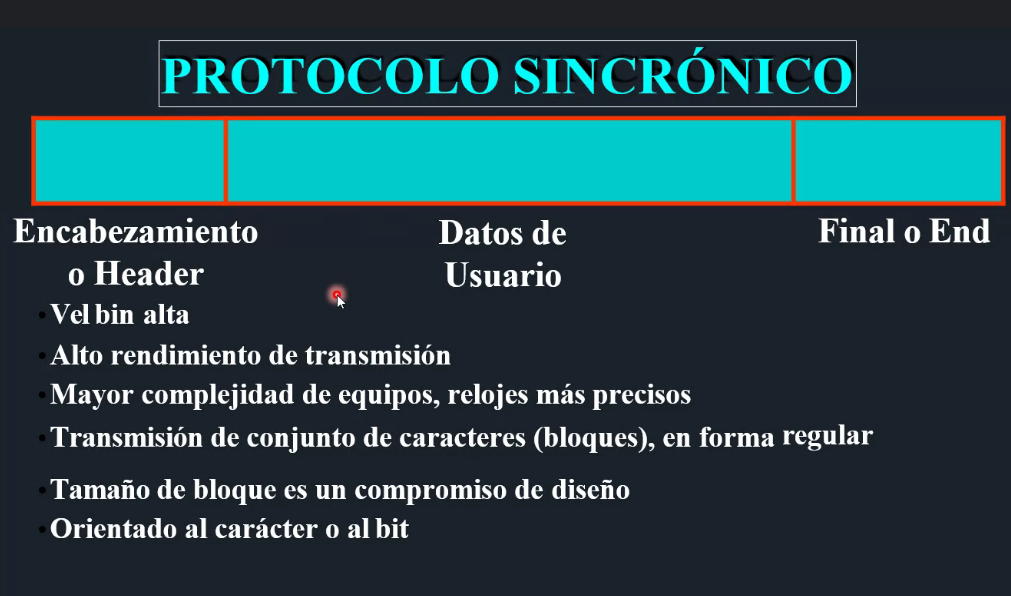 PROTOCOLO SINCRÓNICO
Encabezamiento
o Header
Datos de
Usuario
Final o End
•Vel bin alta
•Alto rendimiento de transmisión
•Mayor complejidad de equipos, relojes más precisos
•Transmisión de conjunto de caracteres (bloques), en forma regular
•Tamaño de bloque es un compromiso de diseño
•Orientado al carácter o al bit